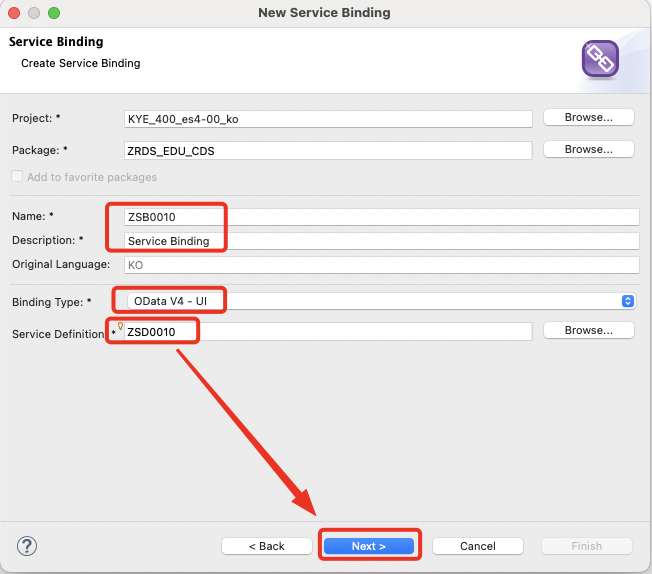 New Service Binding
Service Binding
Create Service Binding
Project: * KYE_400_es4-00_ko Browse...
Package: * ZRDS_EDU_CDS Browse...
Add to favorite packages
Name: * ZSB0010
Description: * Service Binding
Original Language: KO
Binding Type: * OData V4 - UI
Service Definition * ZSD0010 Browse...
? < Back Next > Cancel Finish